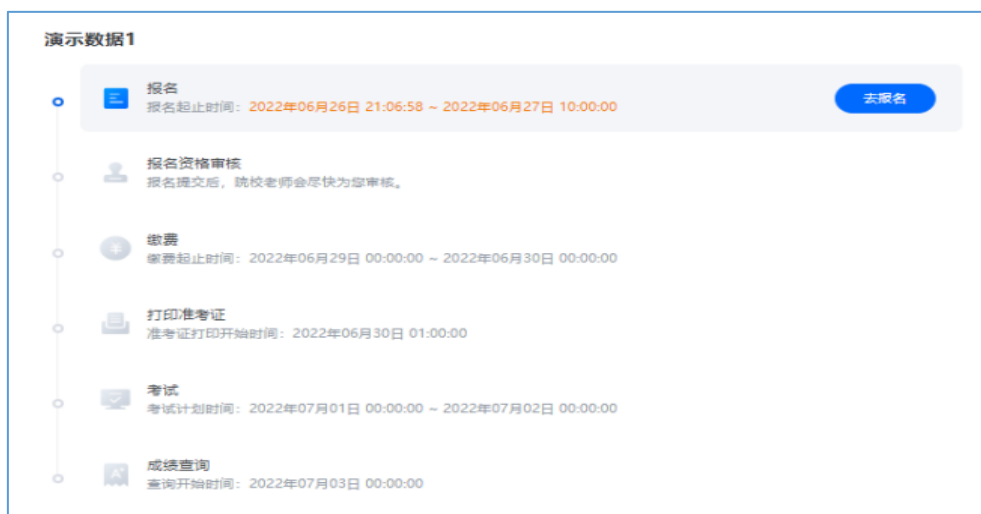 演示数据1
报名
报名起止时间：2022年06月26日 21:06:58 ~ 2022年06月27日 10:00:00
去报名
报名资格审核
报名提交后，院校老师会尽快为您审核。
缴费
缴费起止时间：2022年06月29日 00:00:00 ~ 2022年06月30日 00:00:00
打印准考证
准考证打印开始时间：2022年06月30日 01:00:00
考试
考试计划时间：2022年07月01日 00:00:00 ~ 2022年07月02日 00:00:00
成绩查询
查询开始时间：2022年07月03日 00:00:00